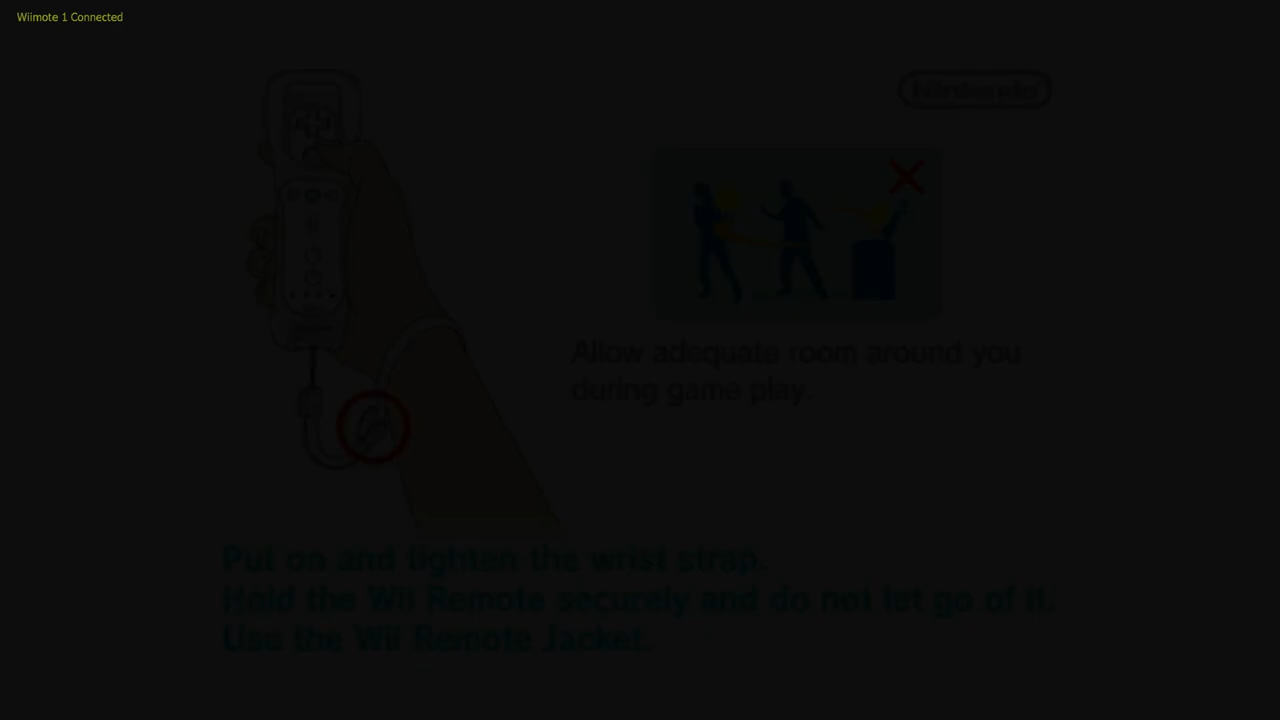 Wiimote 1 Connected
Nintendo
Allow adequate room around you
during game play.
Put on and tighten the wrist strap.
Hold the Wii Remote securely and do not let go of it.
Use the Wii Remote Jacket.